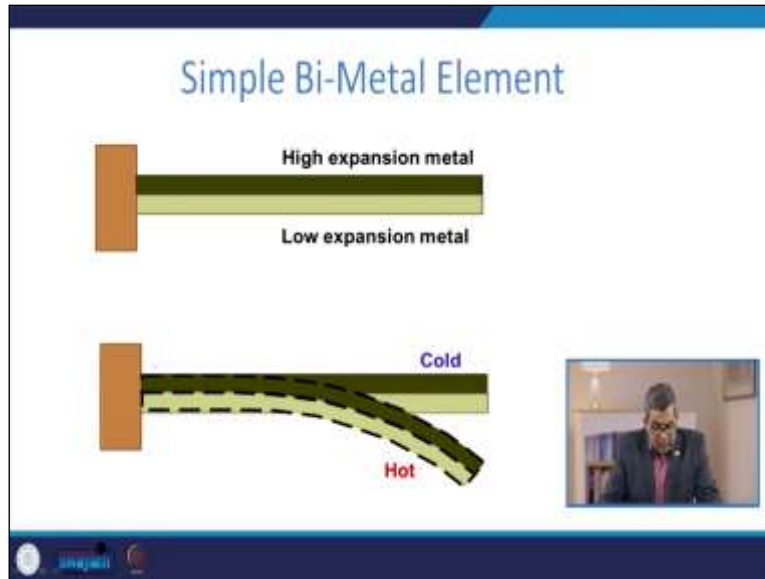 Simple Bi-Metal Element
High expansion metal
Low expansion metal
Cold
Hot